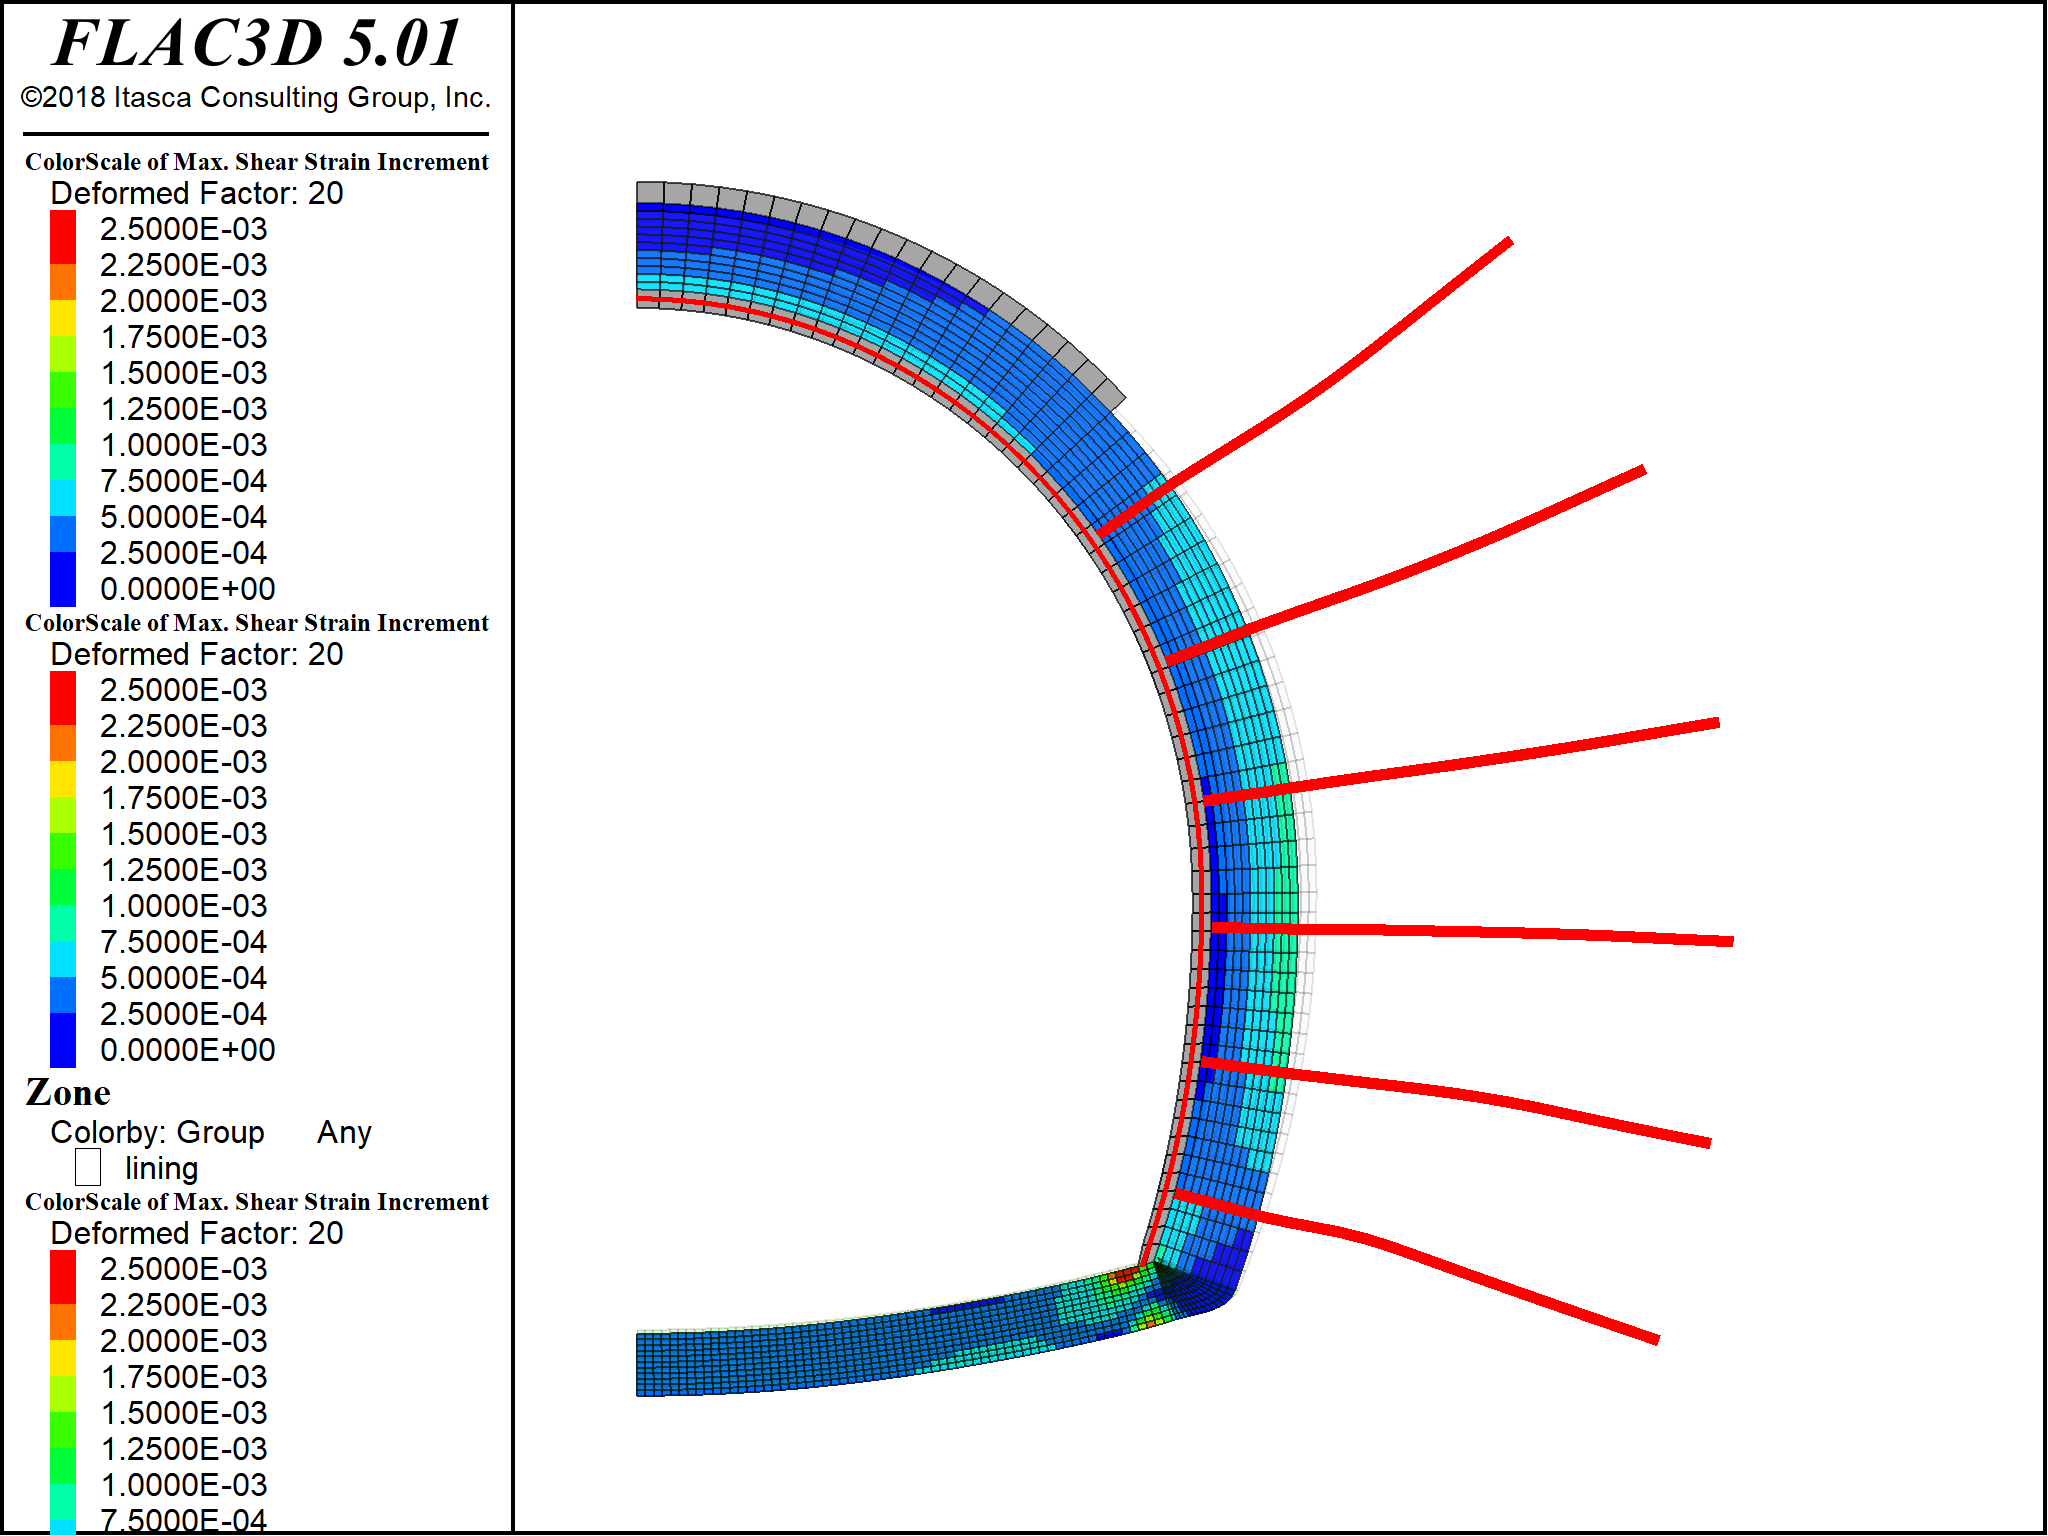 FLAC3D 5.01
©2018 Itasca Consulting Group, Inc.
ColorScale of Max. Shear Strain Increment
Deformed Factor: 20
2.5000E-03
2.2500E-03
2.0000E-03
1.7500E-03
1.5000E-03
1.2500E-03
1.0000E-03
7.5000E-04
5.0000E-04
2.5000E-04
0.0000E+00
ColorScale of Max. Shear Strain Increment
Deformed Factor: 20
2.5000E-03
2.2500E-03
2.0000E-03
1.7500E-03
1.5000E-03
1.2500E-03
1.0000E-03
7.5000E-04
5.0000E-04
2.5000E-04
0.0000E+00
Zone
Colorby: Group Any
lining
ColorScale of Max. Shear Strain Increment
Deformed Factor: 20
2.5000E-03
2.2500E-03
2.0000E-03
1.7500E-03
1.5000E-03
1.2500E-03
1.0000E-03
7.5000E-04